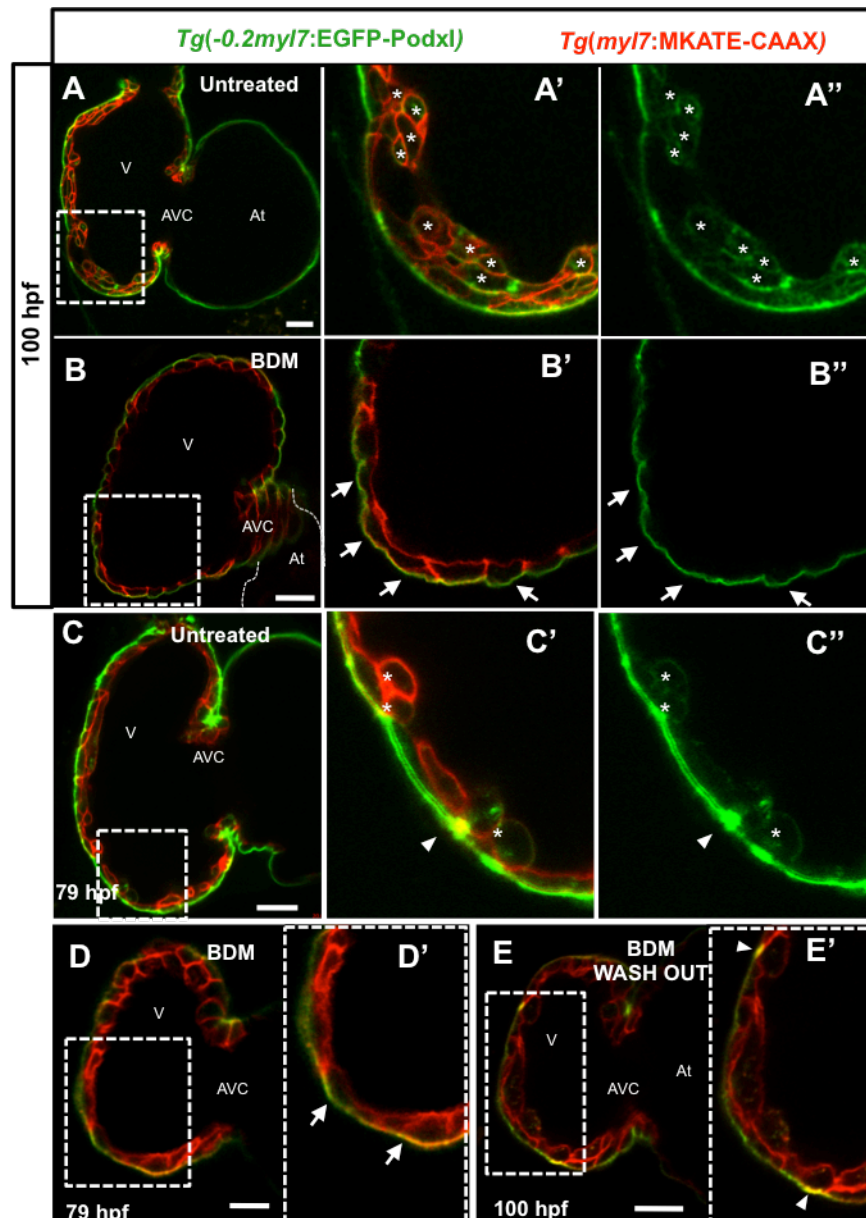 Tg(-0.2myl7:EGFP-Podxl) Tg(myl7:MKATE-CAAX)
100 hpf
A Untreated A' A''
* * * * * * * * *
* * * * * * * * *
V AVC At
B BDM B' B''
V AVC At
C Untreated C' C''
* * *
* * *
V AVC
79 hpf
D BDM D' E BDM E'
WASH OUT
V V
AVC AVC At
79 hpf 100 hpf